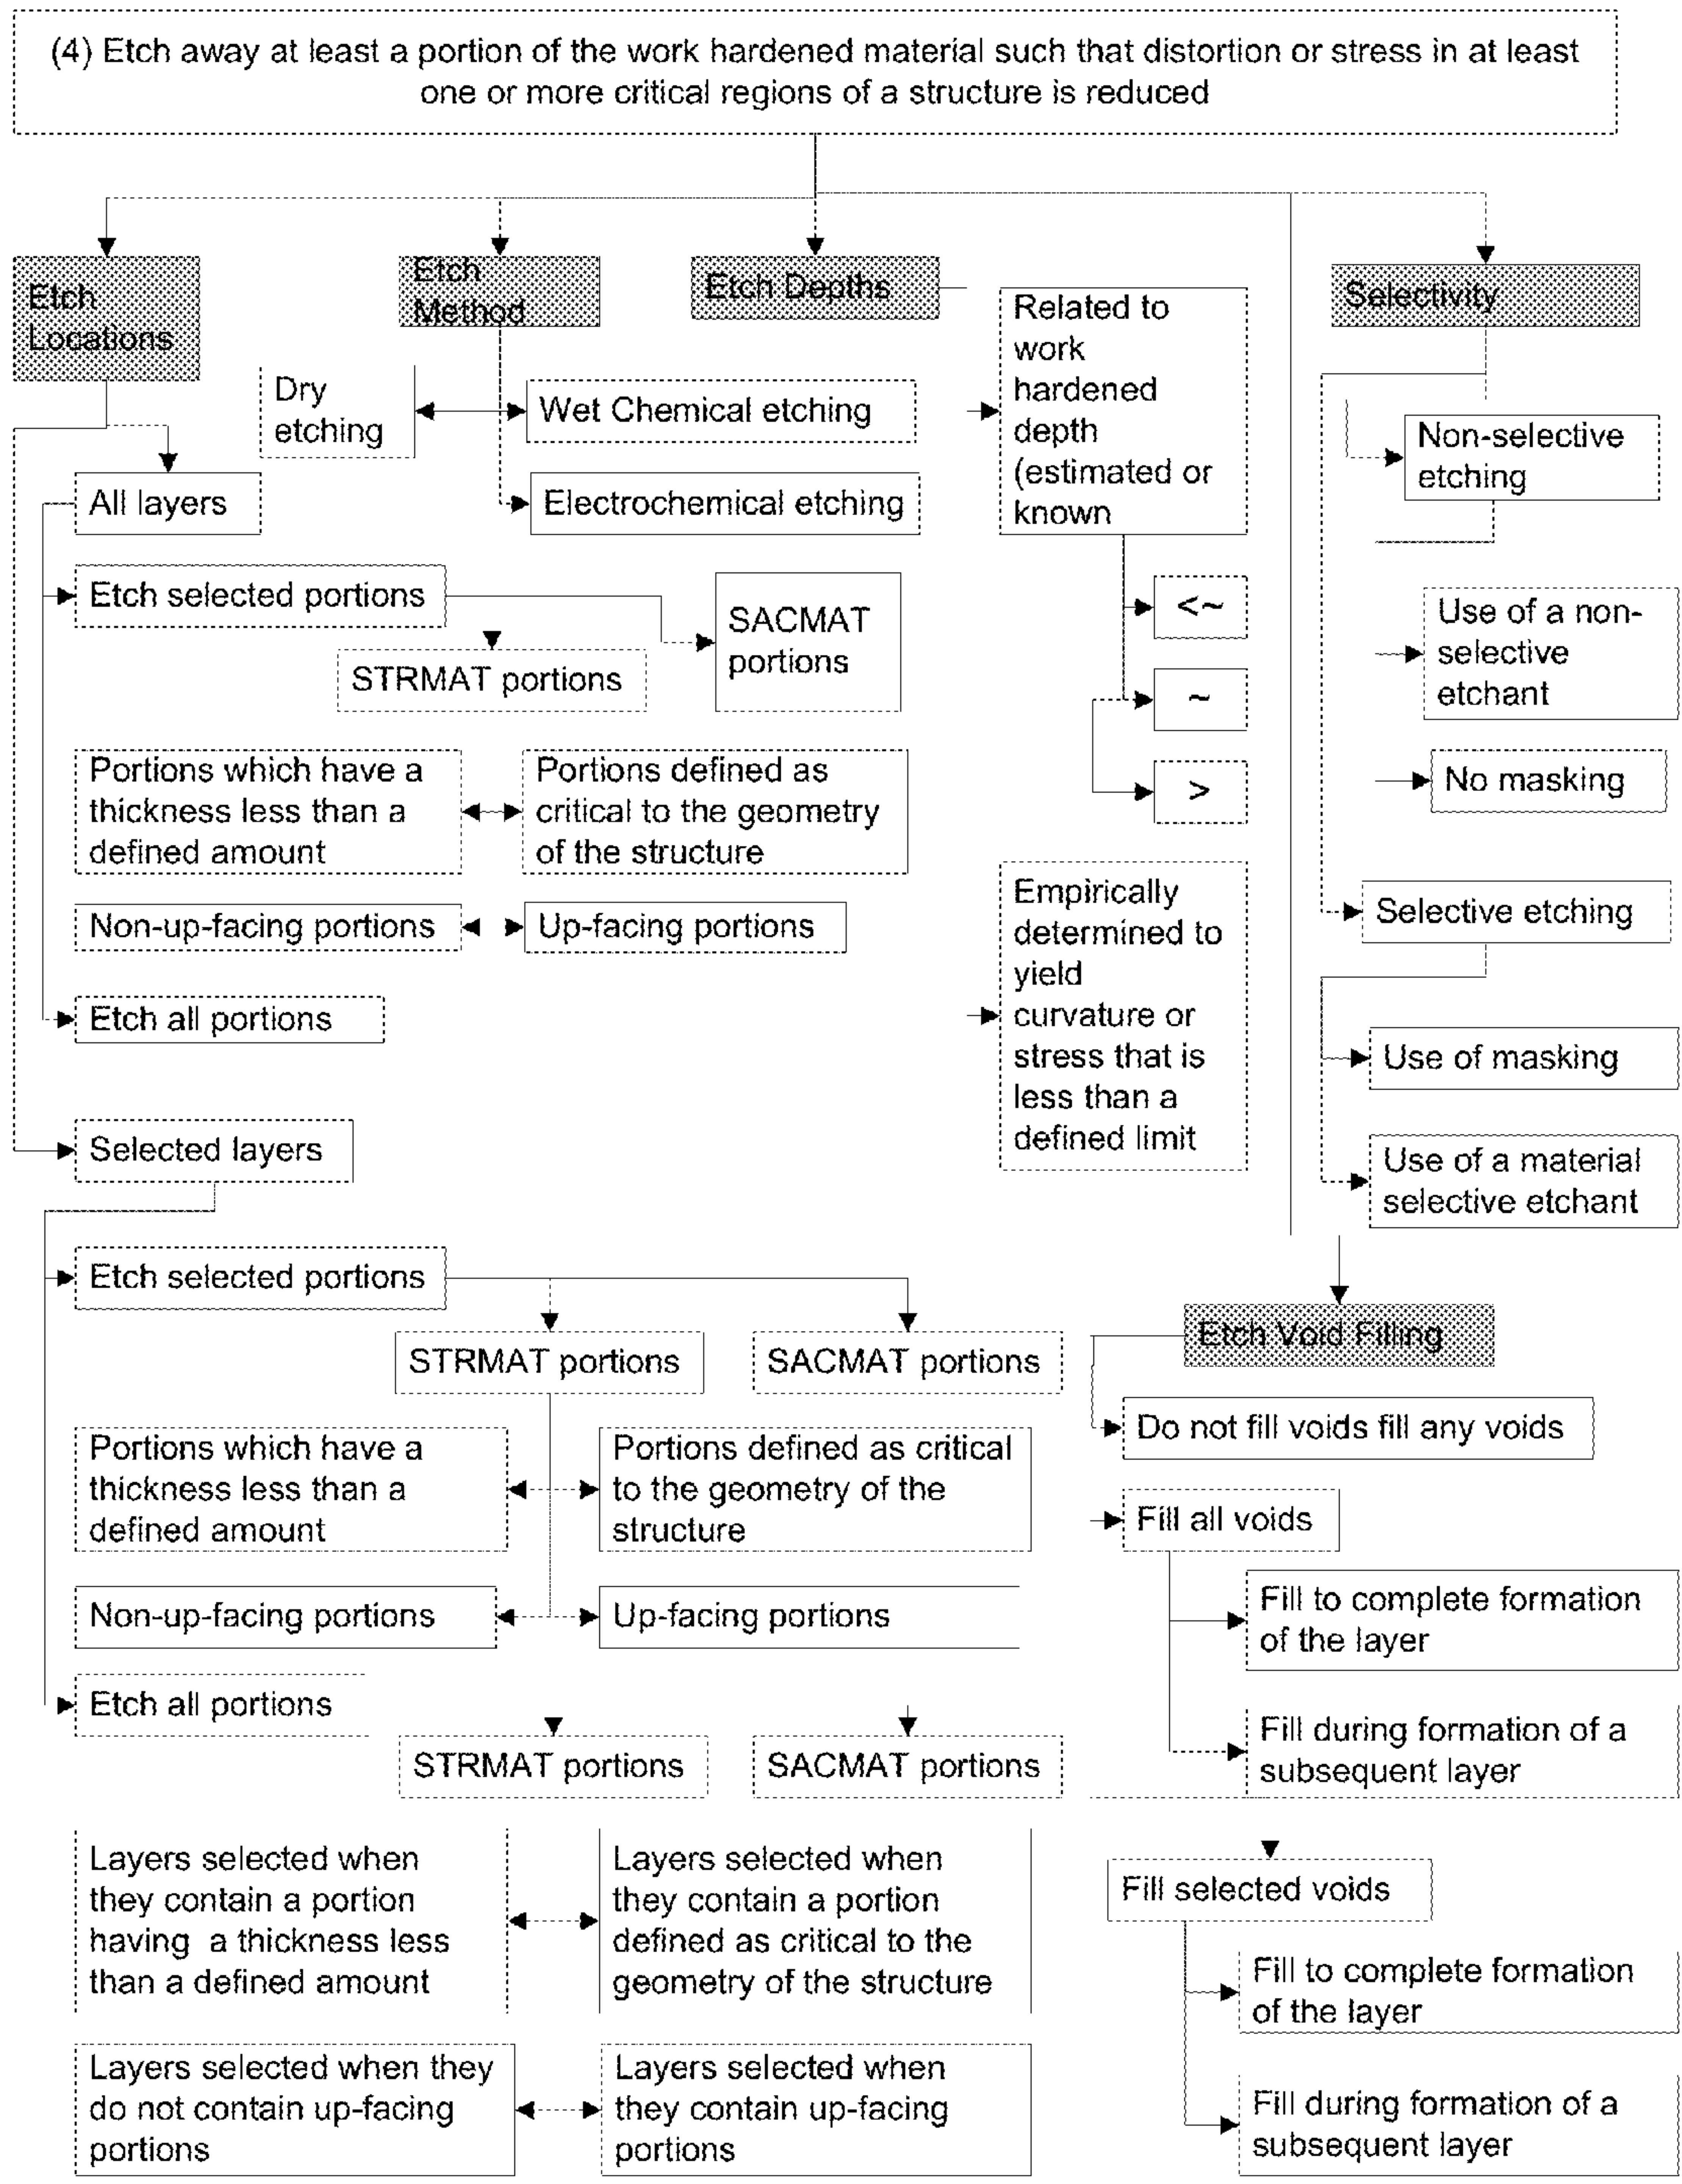 (4) Etch away at least a portion of the work hardened material such that distortion or stress in at least
one or more critical regions of a structure is reduced
Etch
Locations
Etch
Method
Etch Depths
Selectivity
Dry
etching
Wet Chemical etching
Electrochemical etching
All layers
Etch selected portions
STRMAT portions
SACMAT
portions
Portions which have a
thickness less than a
defined amount
Portions defined as
critical to the geometry
of the structure
Non-up-facing portions
Up-facing portions
Etch all portions
Related to
work
hardened
depth
(estimated or
known
<~
~
>
Empirically
determined to
yield
curvature or
stress that is
less than a
defined limit
Non-selective
etching
Use of a non-
selective
etchant
No masking
Selective etching
Use of masking
Use of a material
selective etchant
Selected layers
Etch selected portions
STRMAT portions
SACMAT portions
Portions which have a
thickness less than a
defined amount
Portions defined as critical
to the geometry of the
structure
Non-up-facing portions
Up-facing portions
Etch all portions
STRMAT portions
SACMAT portions
Layers selected when
they contain a portion
having a thickness less
than a defined amount
Layers selected when
they contain a portion
defined as critical to the
geometry of the structure
Layers selected when they
do not contain up-facing
portions
Layers selected when
they contain up-facing
portions
Etch Void Filling
Do not fill voids fill any voids
Fill all voids
Fill to complete formation
of the layer
Fill during formation of a
subsequent layer
Fill selected voids
Fill to complete formation
of the layer
Fill during formation of a
subsequent layer